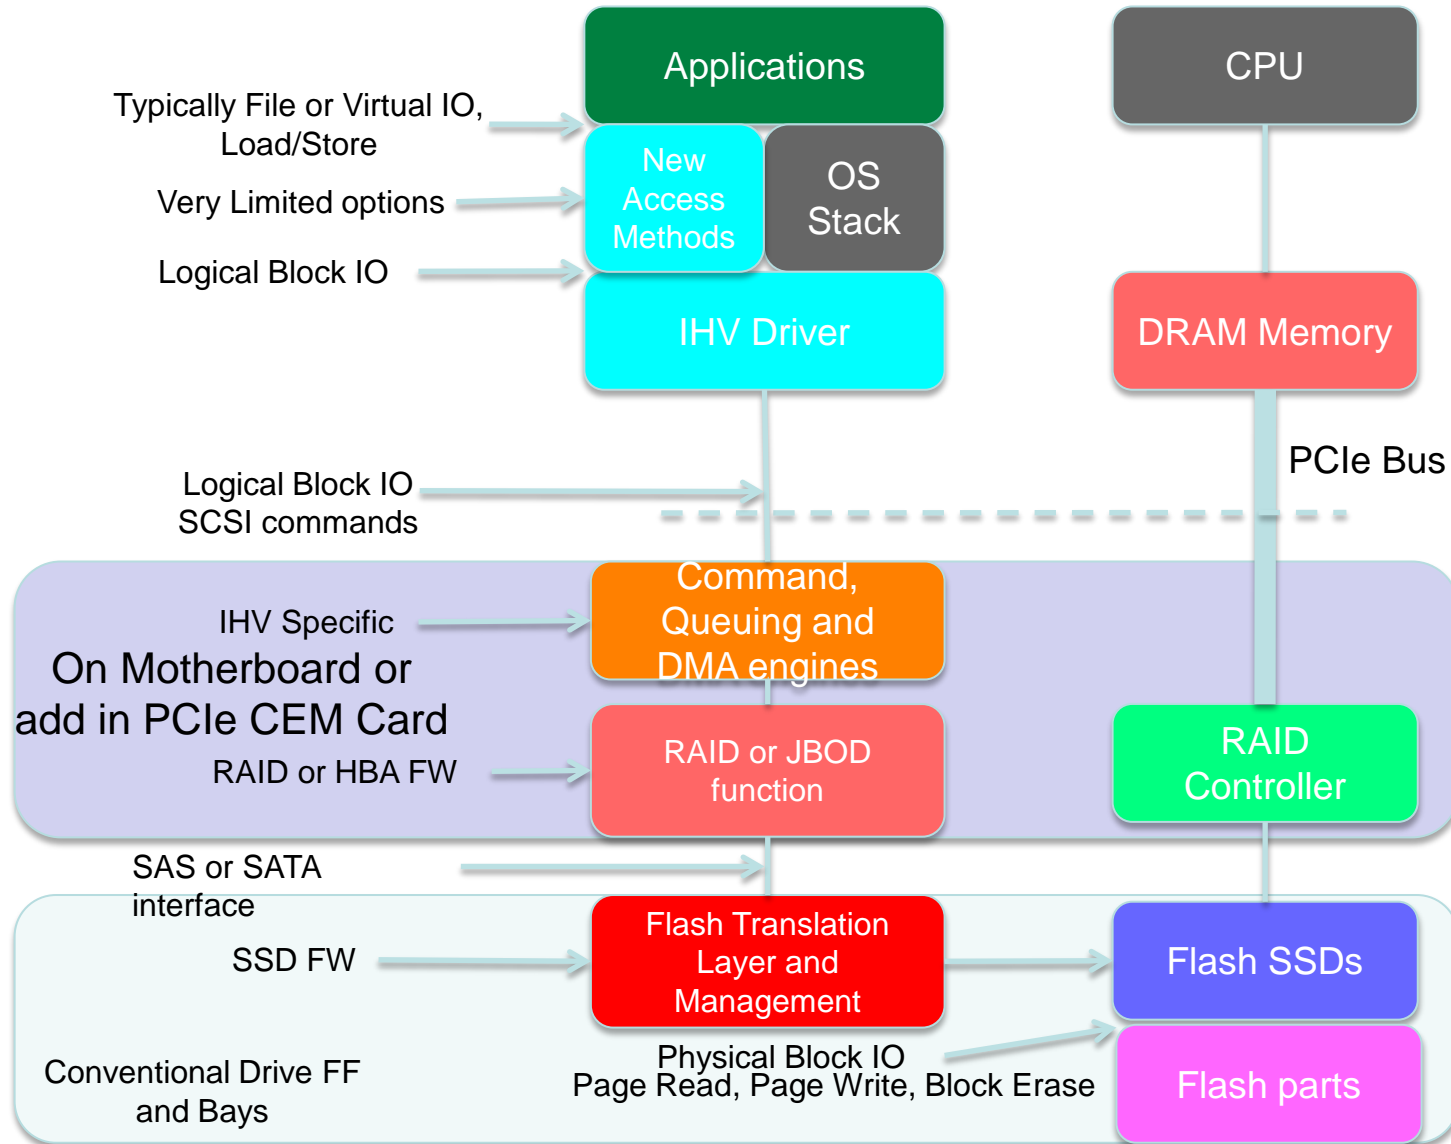 Applications
CPU
Typically File or Virtual IO,
Load/Store
New
Access
Methods
OS
Stack
Very Limited options
Logical Block IO
IHV Driver
DRAM Memory
PCIe Bus
Logical Block IO
SCSI commands
Command,
Queuing and
DMA engines
IHV Specific
On Motherboard or
add in PCIe CEM Card
RAID or HBA FW
RAID or JBOD
function
RAID
Controller
SAS or SATA
interface
Flash Translation
Layer and
Management
SSD FW
Flash SSDs
Physical Block IO
Page Read, Page Write, Block Erase
Conventional Drive FF
and Bays
Flash parts